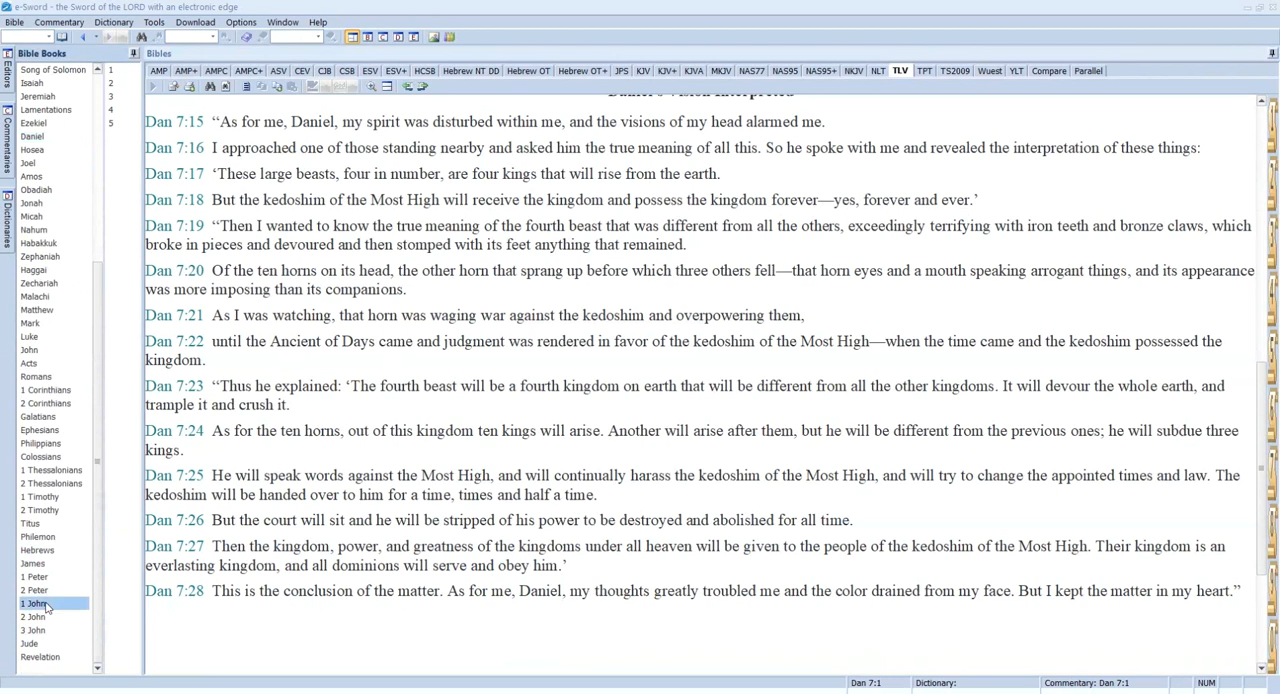 e-Sword - the Sword of the LORD with an electronic edge
Bible Commentary Dictionary Tools Download Options Window Help
B C D E
Bible Books
Bibles
Editors
Commentaries
Dictionaries
AMP AMP+ AMPC AMPC+ ASV CEV CJB CSB ESV ESV+ HCSB Hebrew NT DD Hebrew OT Hebrew OT+ JPS KJV KJV+ KJVA MKJV NAS77 NAS95 NAS95+ NKJV NLT TLV TPT TS2009 Wuest YLT Compare Parallel
Song of Solomon
Isaiah
Jeremiah
Lamentations
Ezekiel
Daniel
Hosea
Joel
Amos
Obadiah
Jonah
Micah
Nahum
Habakkuk
Zephaniah
Haggai
Zechariah
Malachi
Matthew
Mark
Luke
John
Acts
Romans
1 Corinthians
2 Corinthians
Galatians
Ephesians
Philippians
Colossians
1 Thessalonians
2 Thessalonians
1 Timothy
2 Timothy
Titus
Philemon
Hebrews
James
1 Peter
2 Peter
1 John
2 John
3 John
Jude
Revelation
1
2
3
4
5
Daniel's Vision Interpreted
Dan 7:15 “As for me, Daniel, my spirit was disturbed within me, and the visions of my head alarmed me.
Dan 7:16 I approached one of those standing nearby and asked him the true meaning of all this. So he spoke with me and revealed the interpretation of these things:
Dan 7:17 ‘These large beasts, four in number, are four kings that will rise from the earth.
Dan 7:18 But the kedoshim of the Most High will receive the kingdom and possess the kingdom forever—yes, forever and ever.’
Dan 7:19 “Then I wanted to know the true meaning of the fourth beast that was different from all the others, exceedingly terrifying with iron teeth and bronze claws, which
broke in pieces and devoured and then stomped with its feet anything that remained.
Dan 7:20 Of the ten horns on its head, the other horn that sprang up before which three others fell—that horn eyes and a mouth speaking arrogant things, and its appearance
was more imposing than its companions.
Dan 7:21 As I was watching, that horn was waging war against the kedoshim and overpowering them,
Dan 7:22 until the Ancient of Days came and judgment was rendered in favor of the kedoshim of the Most High—when the time came and the kedoshim possessed the
kingdom.
Dan 7:23 “Thus he explained: ‘The fourth beast will be a fourth kingdom on earth that will be different from all the other kingdoms. It will devour the whole earth, and
trample it and crush it.
Dan 7:24 As for the ten horns, out of this kingdom ten kings will arise. Another will arise after them, but he will be different from the previous ones; he will subdue three
kings.
Dan 7:25 He will speak words against the Most High, and will continually harass the kedoshim of the Most High, and will try to change the appointed times and law. The
kedoshim will be handed over to him for a time, times and half a time.
Dan 7:26 But the court will sit and he will be stripped of his power to be destroyed and abolished for all time.
Dan 7:27 Then the kingdom, power, and greatness of the kingdoms under all heaven will be given to the people of the kedoshim of the Most High. Their kingdom is an
everlasting kingdom, and all dominions will serve and obey him.’
Dan 7:28 This is the conclusion of the matter. As for me, Daniel, my thoughts greatly troubled me and the color drained from my face. But I kept the matter in my heart.”
Dan 7:1 Dictionary: Commentary: Dan 7:1 NUM